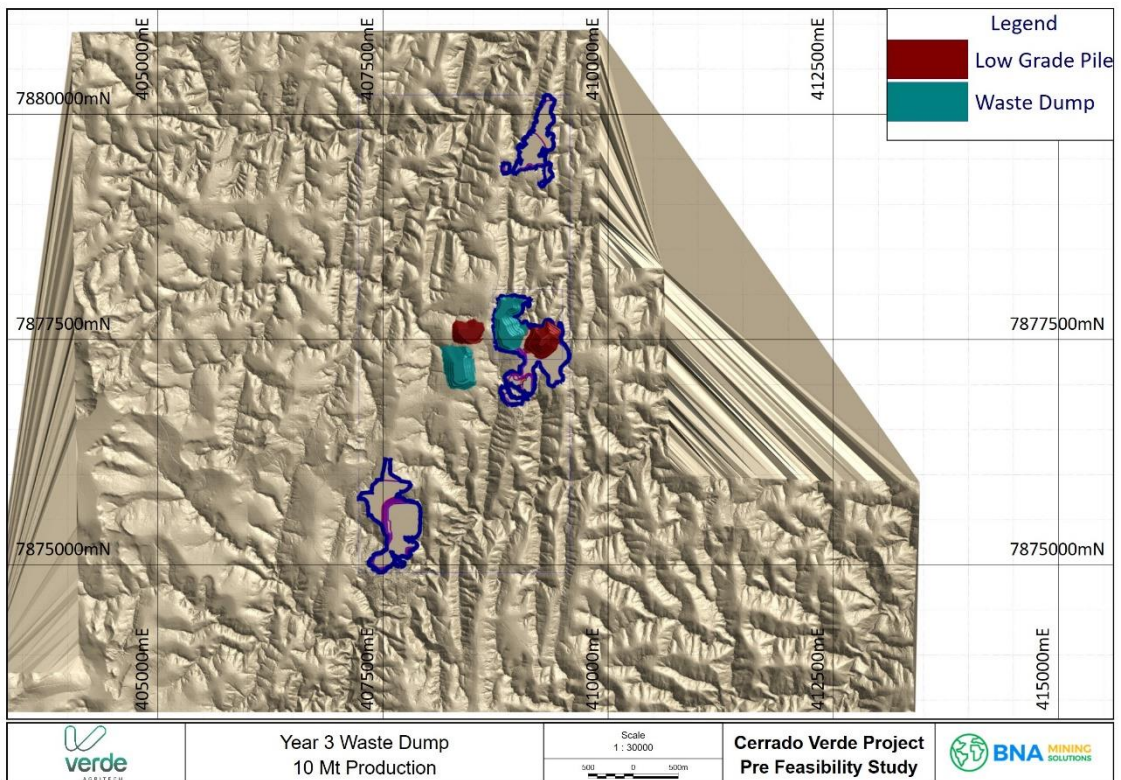 Legend
Low Grade Pile
Waste Dump
405000mE
407500mE
410000mE
412500mE
7880000mN
7877500mN
7877500mN
7875000mN
7875000mN
405000mE
407500mE
410000mE
412500mE
415000mE
verde
AGRITECH
Year 3 Waste Dump
10 Mt Production
Scale
1 : 30000
500 0 500m
Cerrado Verde Project
Pre Feasibility Study
BNA MINING
SOLUTIONS